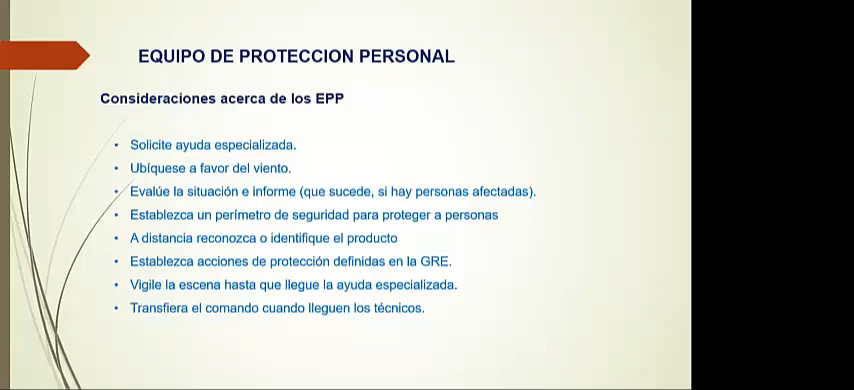 EQUIPO DE PROTECCION PERSONAL
Consideraciones acerca de los EPP
• Solicite ayuda especializada.
• Ubíquese a favor del viento.
• Evalúe la situación e informe (que sucede, si hay personas afectadas).
• Establezca un perímetro de seguridad para proteger a personas
• A distancia reconozca o identifique el producto
• Establezca acciones de protección definidas en la GRE.
• Vigile la escena hasta que llegue la ayuda especializada.
• Transfiera el comando cuando lleguen los técnicos.